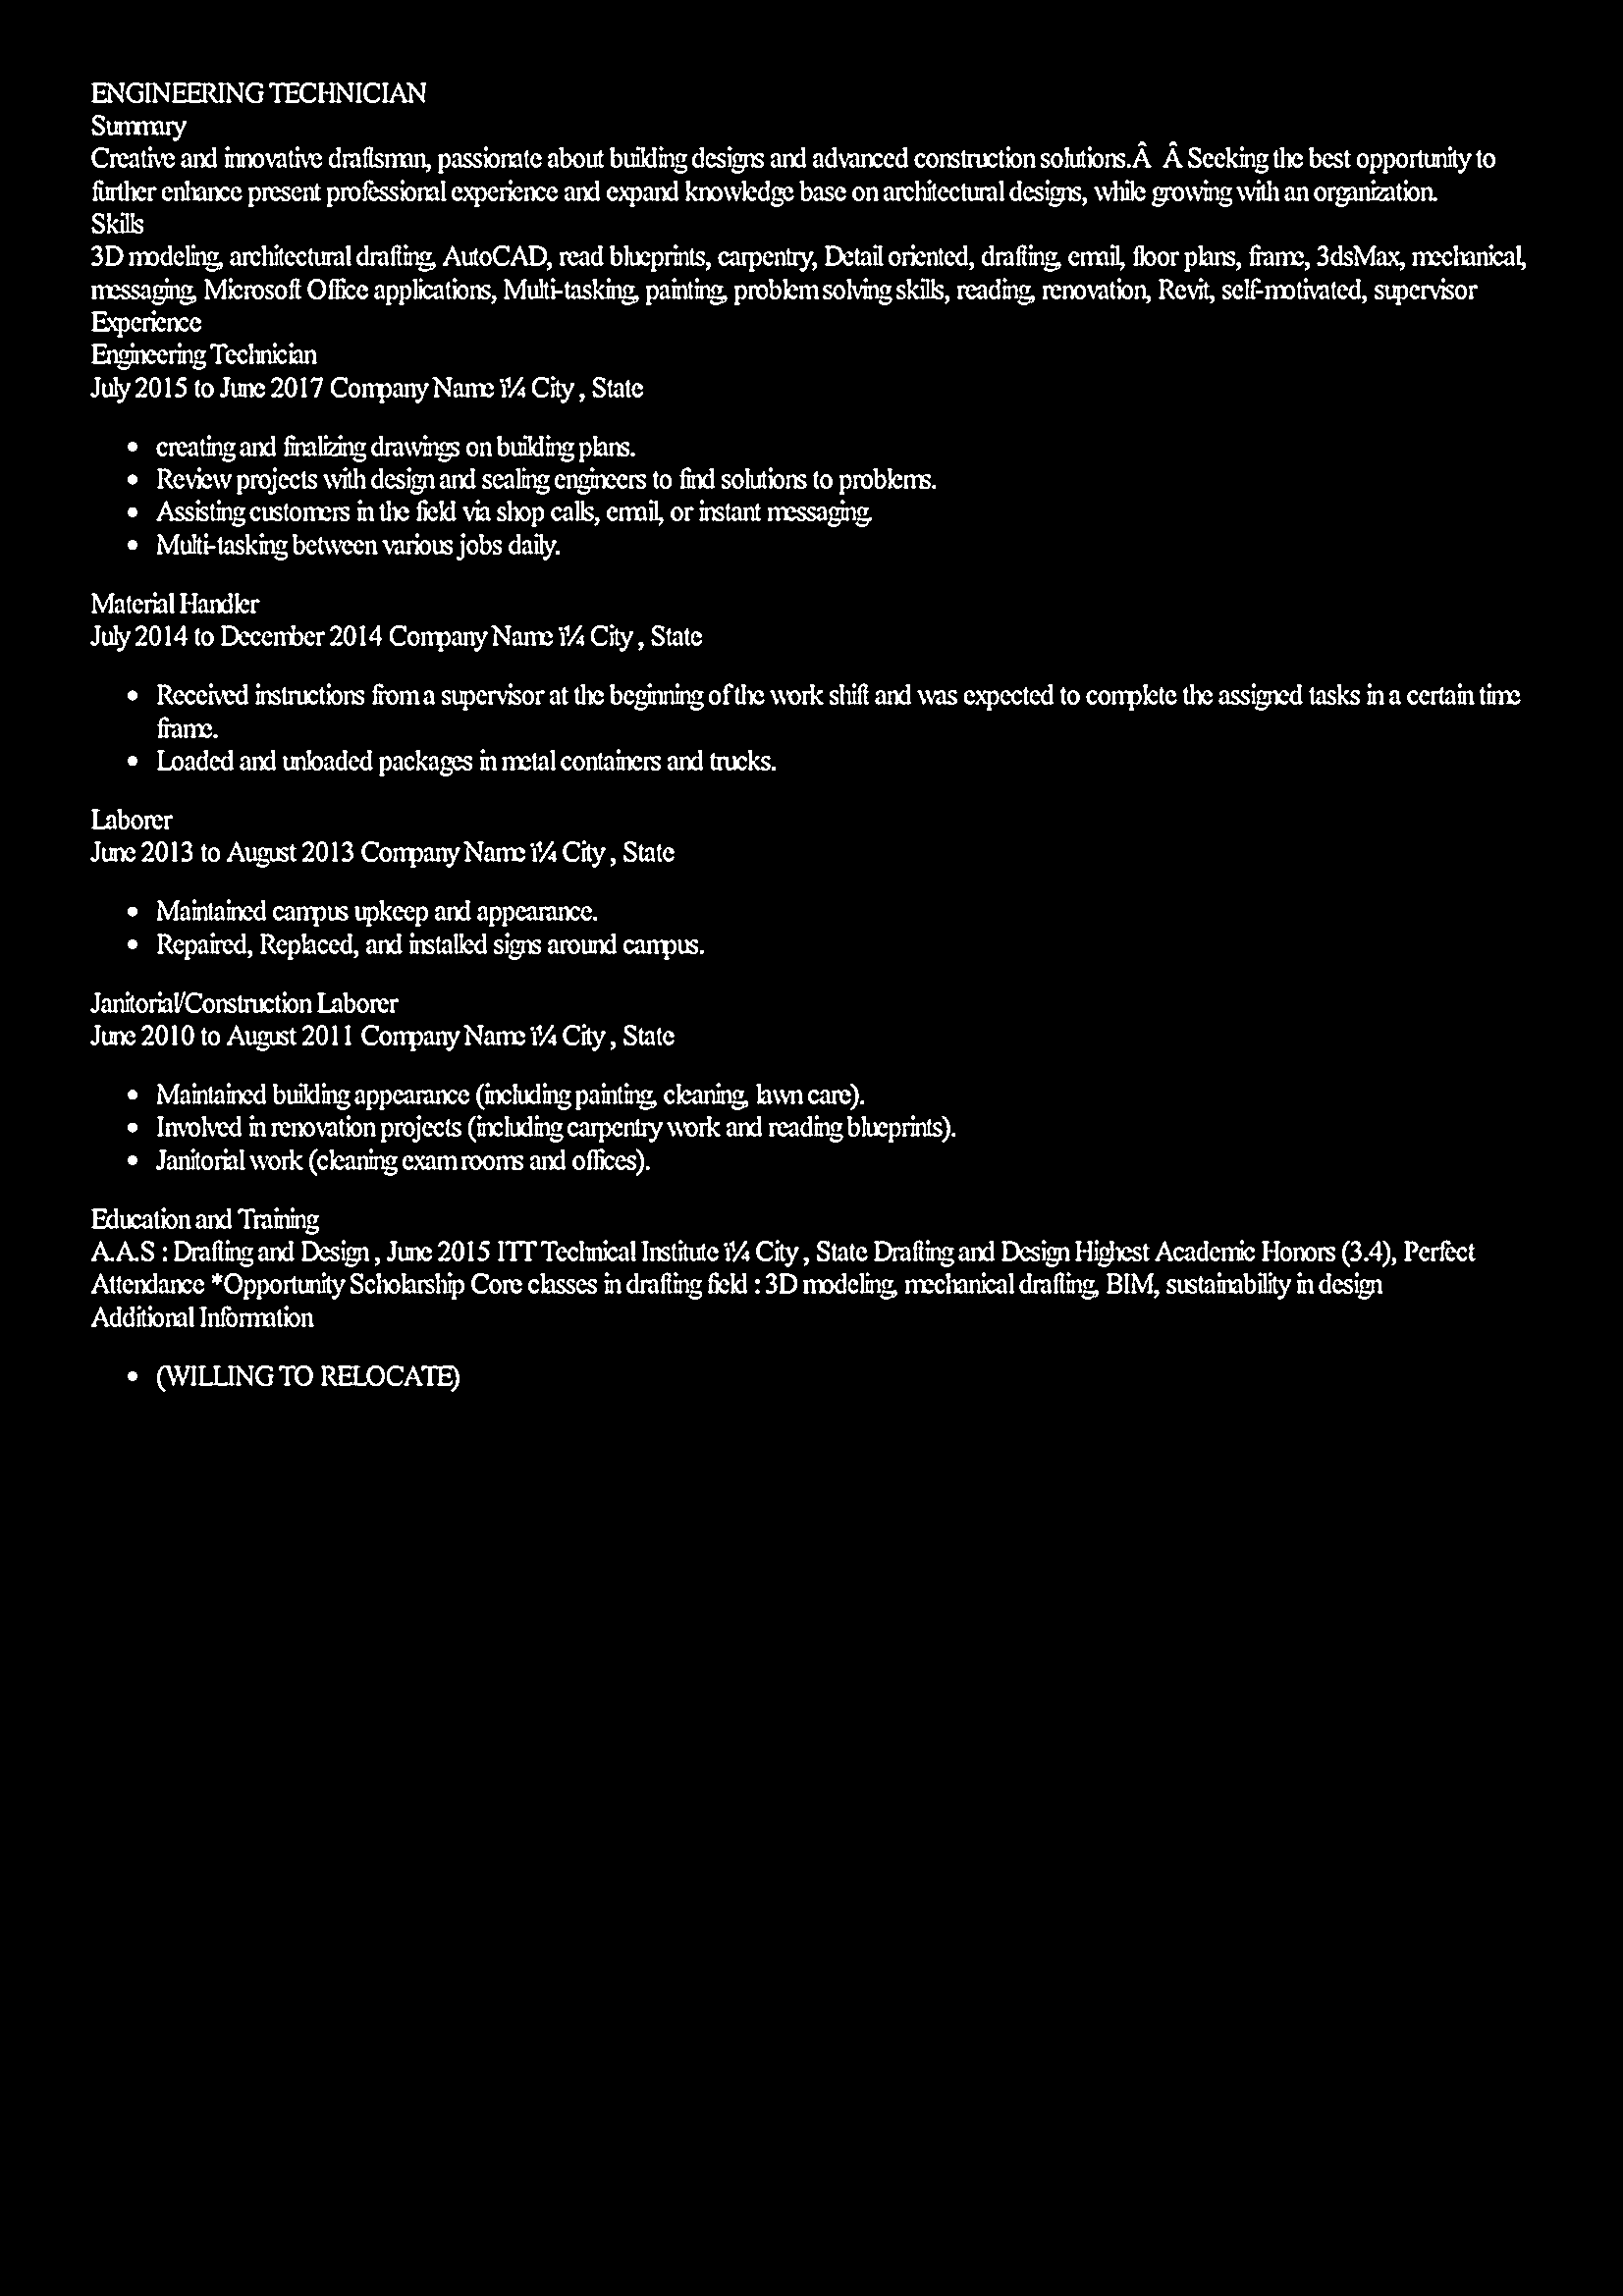 ENGINEERING TECHNICIAN
Summary
Creative and innovative draftsman, passionate about building designs and advanced construction solutions.Â Â Seeking the best opportunity to
further enhance present professional experience and expand knowledge base on architectural designs, while growing with an organization.
Skills
3D modeling, architectural drafting, AutoCAD, read blueprints, carpentry, Detail oriented, drafting, email, floor plans, frame, 3dsMax, mechanical,
messaging, Microsoft Office applications, Multi-tasking, painting, problem solving skills, reading, renovation, Revit, self-motivated, supervisor
Experience
Engineering Technician
July 2015 to June 2017 Company Name ï¼ City , State
• creating and finalizing drawings on building plans.
• Review projects with design and sealing engineers to find solutions to problems.
• Assisting customers in the field via shop calls, email, or instant messaging.
• Multi-tasking between various jobs daily.
Material Handler
July 2014 to December 2014 Company Name ï¼ City , State
• Received instructions from a supervisor at the beginning of the work shift and was expected to complete the assigned tasks in a certain time
frame.
• Loaded and unloaded packages in metal containers and trucks.
Laborer
June 2013 to August 2013 Company Name ï¼ City , State
• Maintained campus upkeep and appearance.
• Repaired, Replaced, and installed signs around campus.
Janitorial/Construction Laborer
June 2010 to August 2011 Company Name ï¼ City , State
• Maintained building appearance (including painting, cleaning, lawn care).
• Involved in renovation projects (including carpentry work and reading blueprints).
• Janitorial work (cleaning exam rooms and offices).
Education and Training
A.A.S : Drafting and Design , June 2015 ITT Technical Institute ï¼ City , State Drafting and Design Highest Academic Honors (3.4), Perfect
Attendance *Opportunity Scholarship Core classes in drafting field : 3D modeling, mechanical drafting, BIM, sustainability in design
Additional Information
• (WILLING TO RELOCATE)